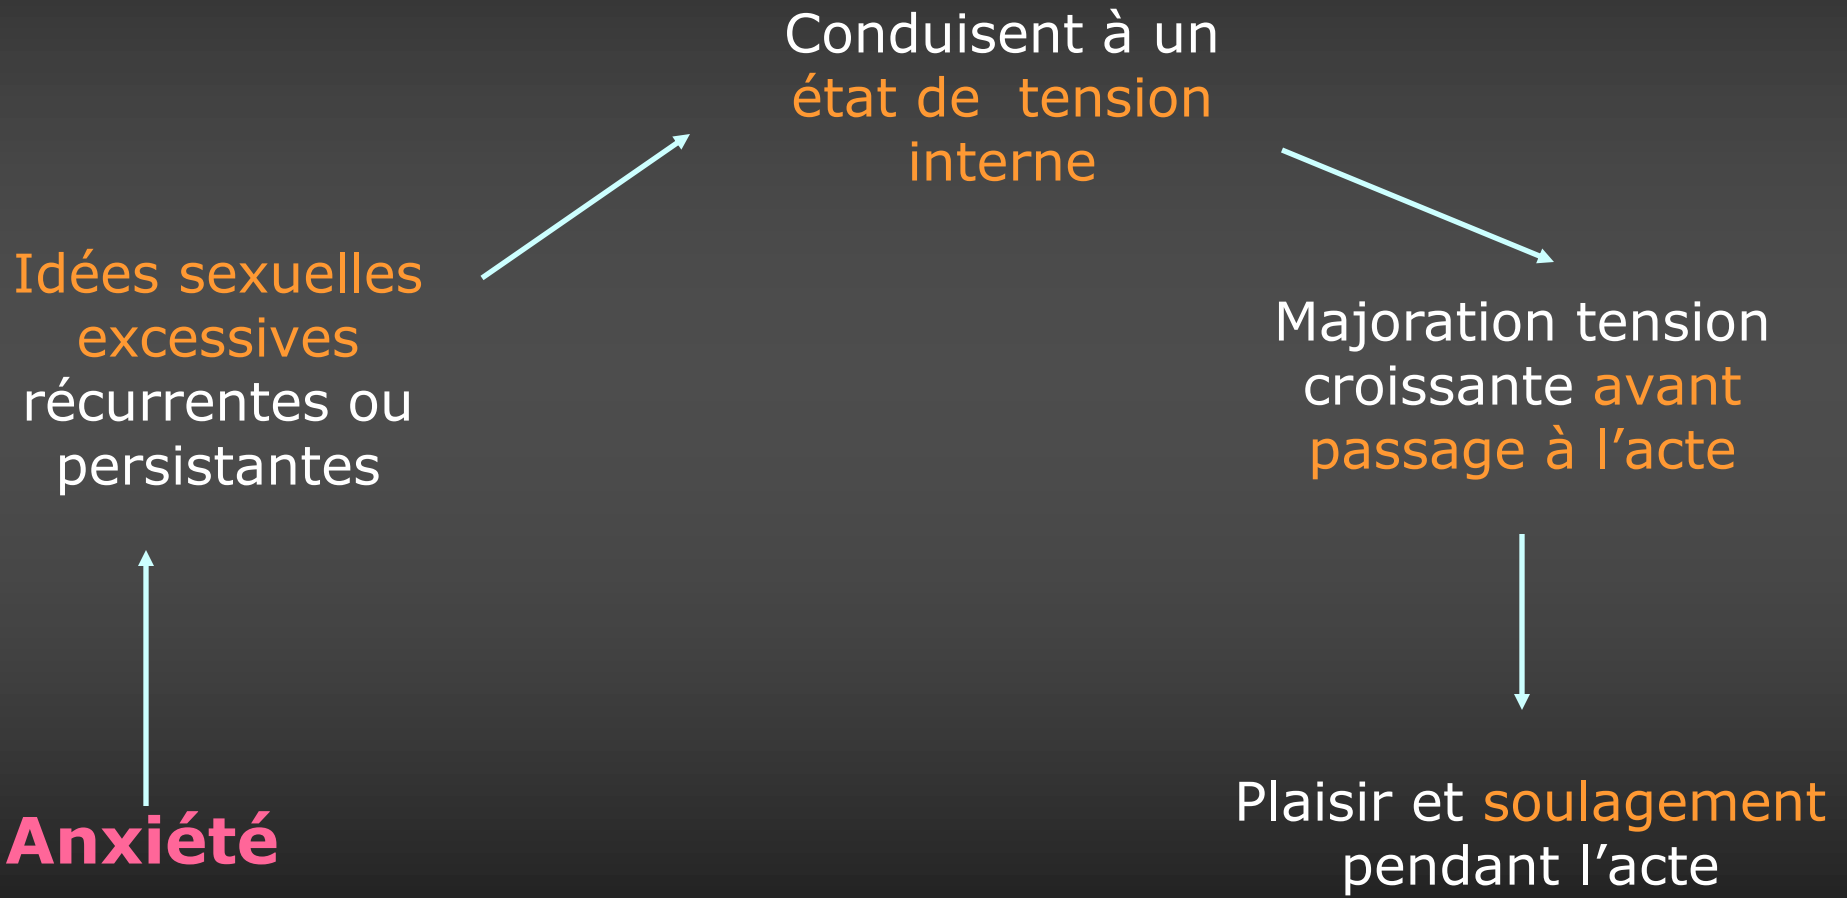 Conduisent à un
état de  tension
interne
Idées sexuelles
excessives
récurrentes ou
persistantes
Majoration tension
croissante avant
passage à l’acte
Anxiété
Plaisir et soulagement
pendant l’acte